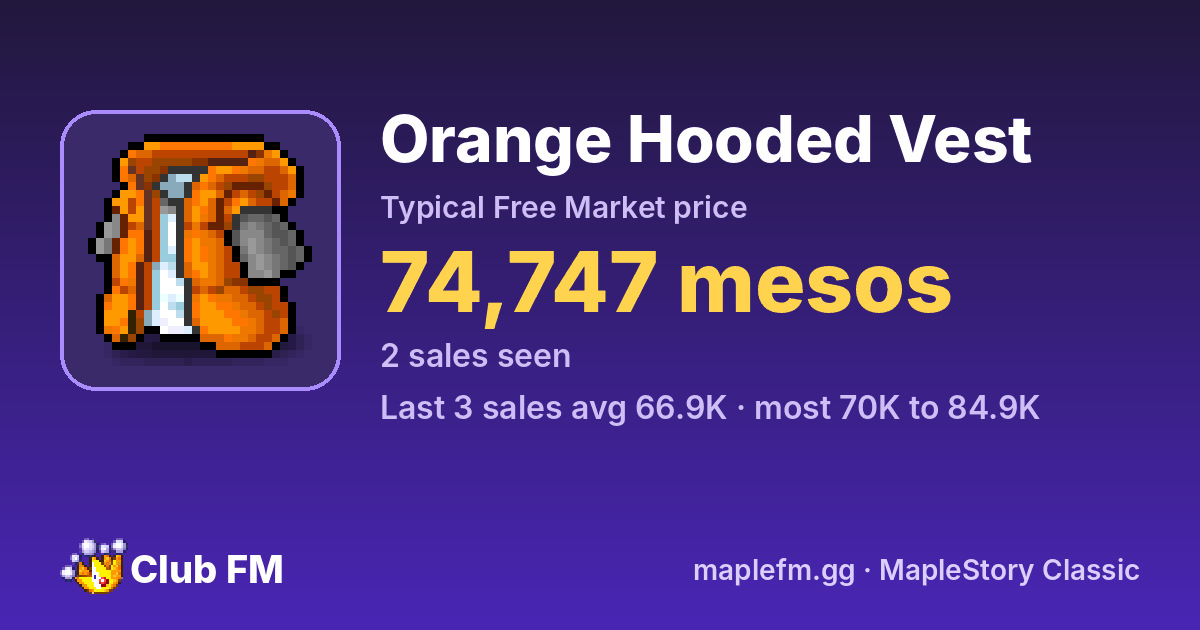 Orange Hooded Vest
Typical Free Market price
74,747 mesos
2 sales seen
Last 3 sales avg 66.9K · most 70K to 84.9K
Club FM
maplefm.gg · MapleStory Classic